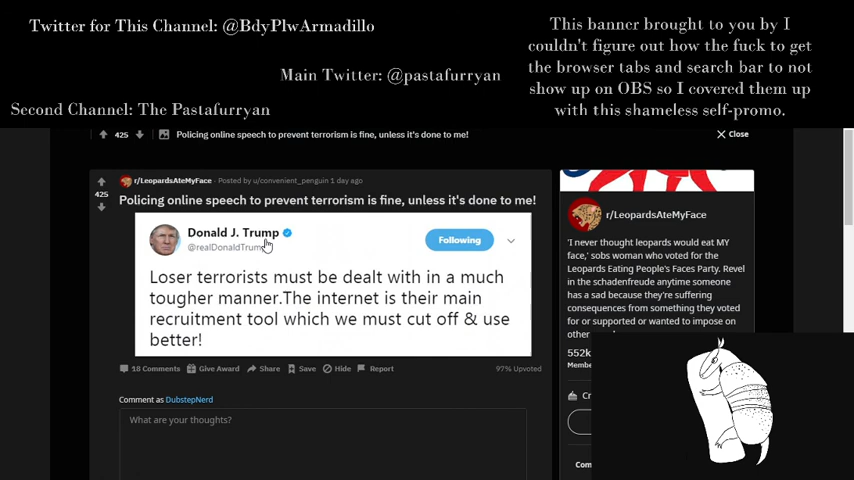 Twitter for This Channel: @BdyPlwArmadillo
Main Twitter: @pastafurryan
Second Channel: The Pastafurryan
This banner brought to you by I
couldn't figure out how the fuck to get
the browser tabs and search bar to not
show up on OBS so I covered them up
with this shameless self-promo.
425
Policing online speech to prevent terrorism is fine, unless it's done to me!
Close
r/LeopardsAteMyFace · Posted by u/convenient_penguin 1 day ago
425
Policing online speech to prevent terrorism is fine, unless it's done to me!
Donald J. Trump
@realDonaldTrum
Following
Loser terrorists must be dealt with in a much
tougher manner.The internet is their main
recruitment tool which we must cut off & use
better!
18 Comments Give Award Share Save Hide Report
97% Upvoted
Comment as DubstepNerd
What are your thoughts?
r/LeopardsAteMyFace
'I never thought leopards would eat MY
face,' sobs woman who voted for the
Leopards Eating People's Faces Party. Revel
in the schadenfreude anytime someone
has a sad because they're suffering
consequences from something they voted
for or supported or wanted to impose on
other
552k
Membe
Cr
Com